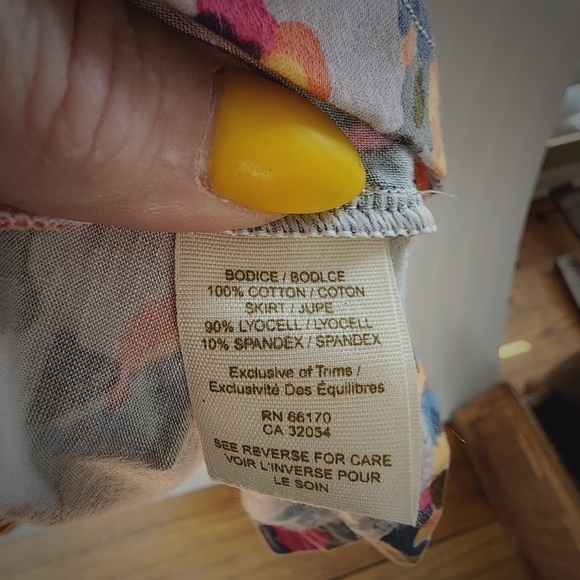 BODICE / BODLCE
100% COTTON / COTON
SKIRT / JUPE
90% LYOCELL / LYOCELL
10% SPANDEX / SPANDEX
Exclusive of Trims /
Exclusivité Des Équilibres
RN 66170
CA 32054
SEE REVERSE FOR CARE
VOIR L'INVERSE POUR
LE SOIN